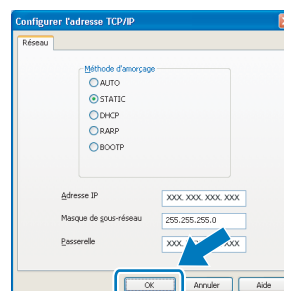 Configurer l'adresse TCP/IP
Réseau
Méthode d'amorçage
AUTO
STATIC
DHCP
RARP
BOOTP
Adresse IP XXX. XXX. XXX. XXX
Masque de sous-réseau 255.255.255.0
Passerelle XXX. XXX
OK Annuler Aide